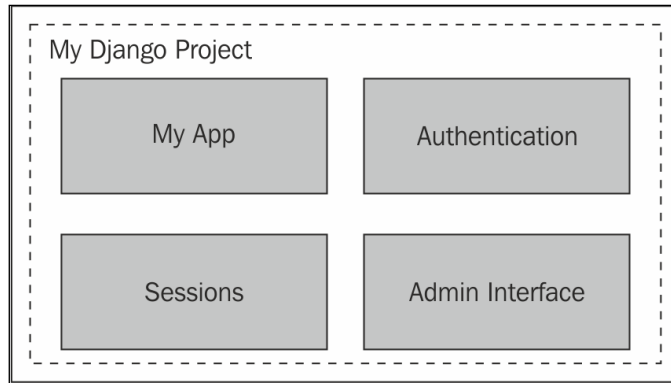 My Django Project
My App
Authentication
Sessions
Admin Interface